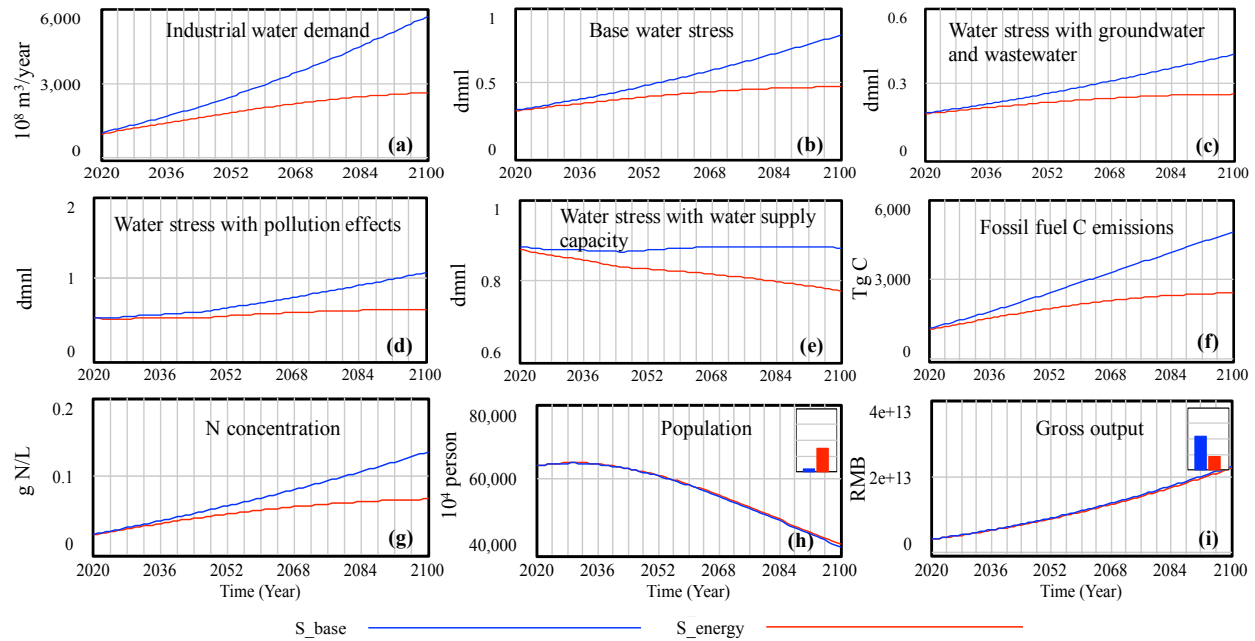 Industrial water demand
10⁸ m³/year
6,000
3,000
0
2020 2036 2052 2068 2084 2100
(a)
Base water stress
dmnl
1
0.5
0
2020 2036 2052 2068 2084 2100
(b)
Water stress with groundwater
and wastewater
dmnl
0.6
0.3
0
2020 2036 2052 2068 2084 2100
(c)
Water stress with pollution effects
dmnl
2
1
0
2020 2036 2052 2068 2084 2100
(d)
Water stress with water supply
capacity
dmnl
1
0.8
0.6
2020 2036 2052 2068 2084 2100
(e)
Fossil fuel C emissions
Tg C
6,000
3,000
0
2020 2036 2052 2068 2084 2100
(f)
N concentration
g N/L
0.2
0.1
0
2020 2036 2052 2068 2084 2100
Time (Year)
(g)
Population
10⁴ person
80,000
60,000
40,000
2020 2036 2052 2068 2084 2100
Time (Year)
(h)
Gross output
RMB
4e+13
2e+13
0
2020 2036 2052 2068 2084 2100
Time (Year)
(i)
S_base
S_energy